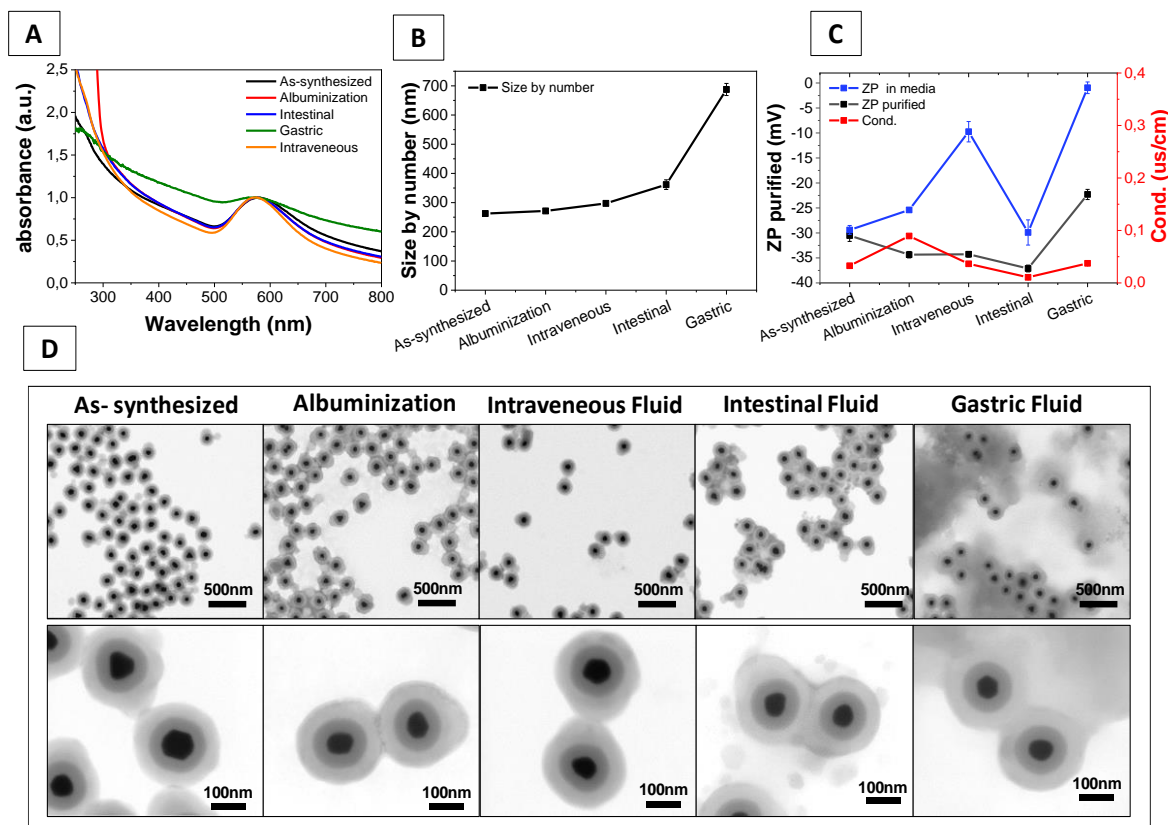 A
2,5
2,0
1,5
1,0
0,5
0,0
absorbance (a.u.)
As-synthesized
Albuminization
Intestinal
Gastric
Intraveneous
300
400
500
600
700
800
Wavelength (nm)
B
700
600
500
400
300
200
100
0
Size by number (nm)
Size by number
As-synthesized
Albuminization
Intraveneous
Intestinal
Gastric
C
0
-5
-10
-15
-20
-25
-30
-35
-40
ZP purified (mV)
ZP in media
ZP purified
Cond.
0,4
0,3
0,2
0,1
0,0
Cond. (us/cm)
As-synthesized
Albuminization
Intraveneous
Intestinal
Gastric
D
As- synthesized
Albuminization
Intraveneous Fluid
Intestinal Fluid
Gastric Fluid
500nm
500nm
500nm
500nm
500nm
100nm
100nm
100nm
100nm
100nm